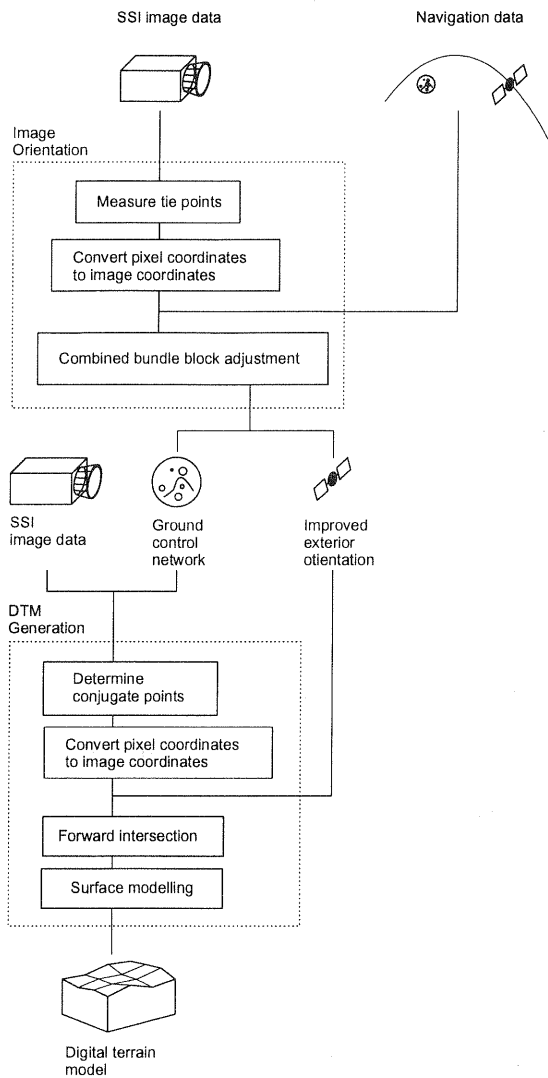 SSI image data
Navigation data
Image
Orientation
Measure tie points
Convert pixel coordinates
to image coordinates
Combined bundle block adjustment
SSI
image data
Ground
control
network
Improved
exterior
otientation
DTM
Generation
Determine
conjugate points
Convert pixel coordinates
to image coordinates
Forward intersection
Surface modelling
Digital terrain
model